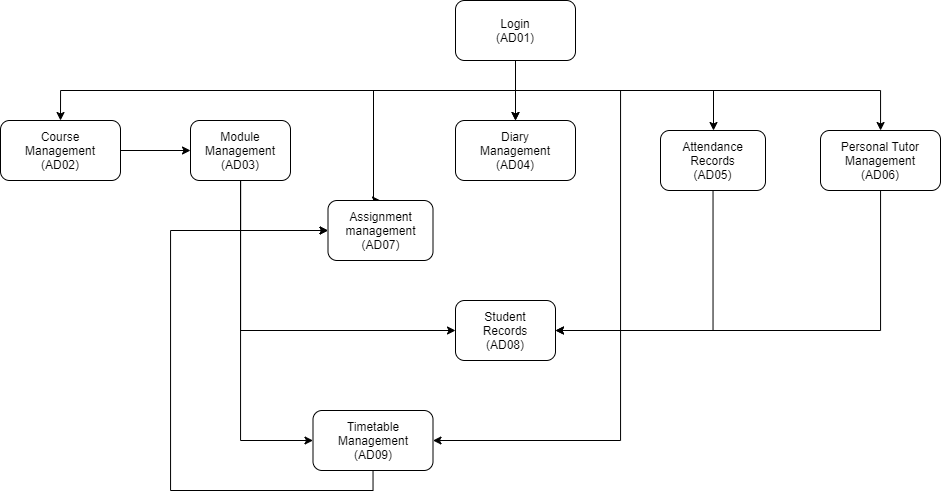 Login
(AD01)
Course
Management
(AD02)
Module
Management
(AD03)
Diary
Management
(AD04)
Attendance
Records
(AD05)
Personal Tutor
Management
(AD06)
Assignment
management
(AD07)
Student
Records
(AD08)
Timetable
Management
(AD09)